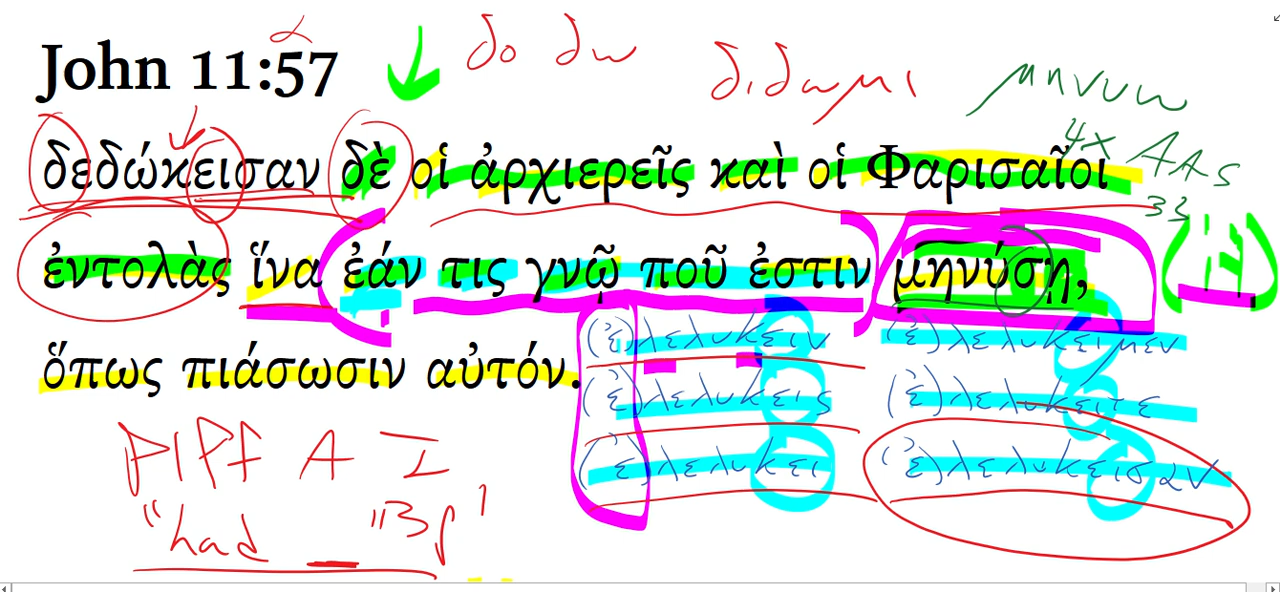 John 11:57
δο δω
διδωμι
μηνυω
4x AAS
33
δεδώκεισαν δὲ οἱ ἀρχιερεῖς καὶ οἱ Φαρισαῖοι
ἐντολὰς ἵνα ἐάν τις γνῷ ποῦ ἐστιν μηνύσῃ,
ὅπως πιάσωσιν αὐτόν.
(ἐ)λελυκειν (ἐ)λελυκειμεν
(ἐ)λελυκεις (ἐ)λελυκειτε
(ἐ)λελυκει (ἐ)λελυκεισαν
PlPf A I
"had __" 3p'